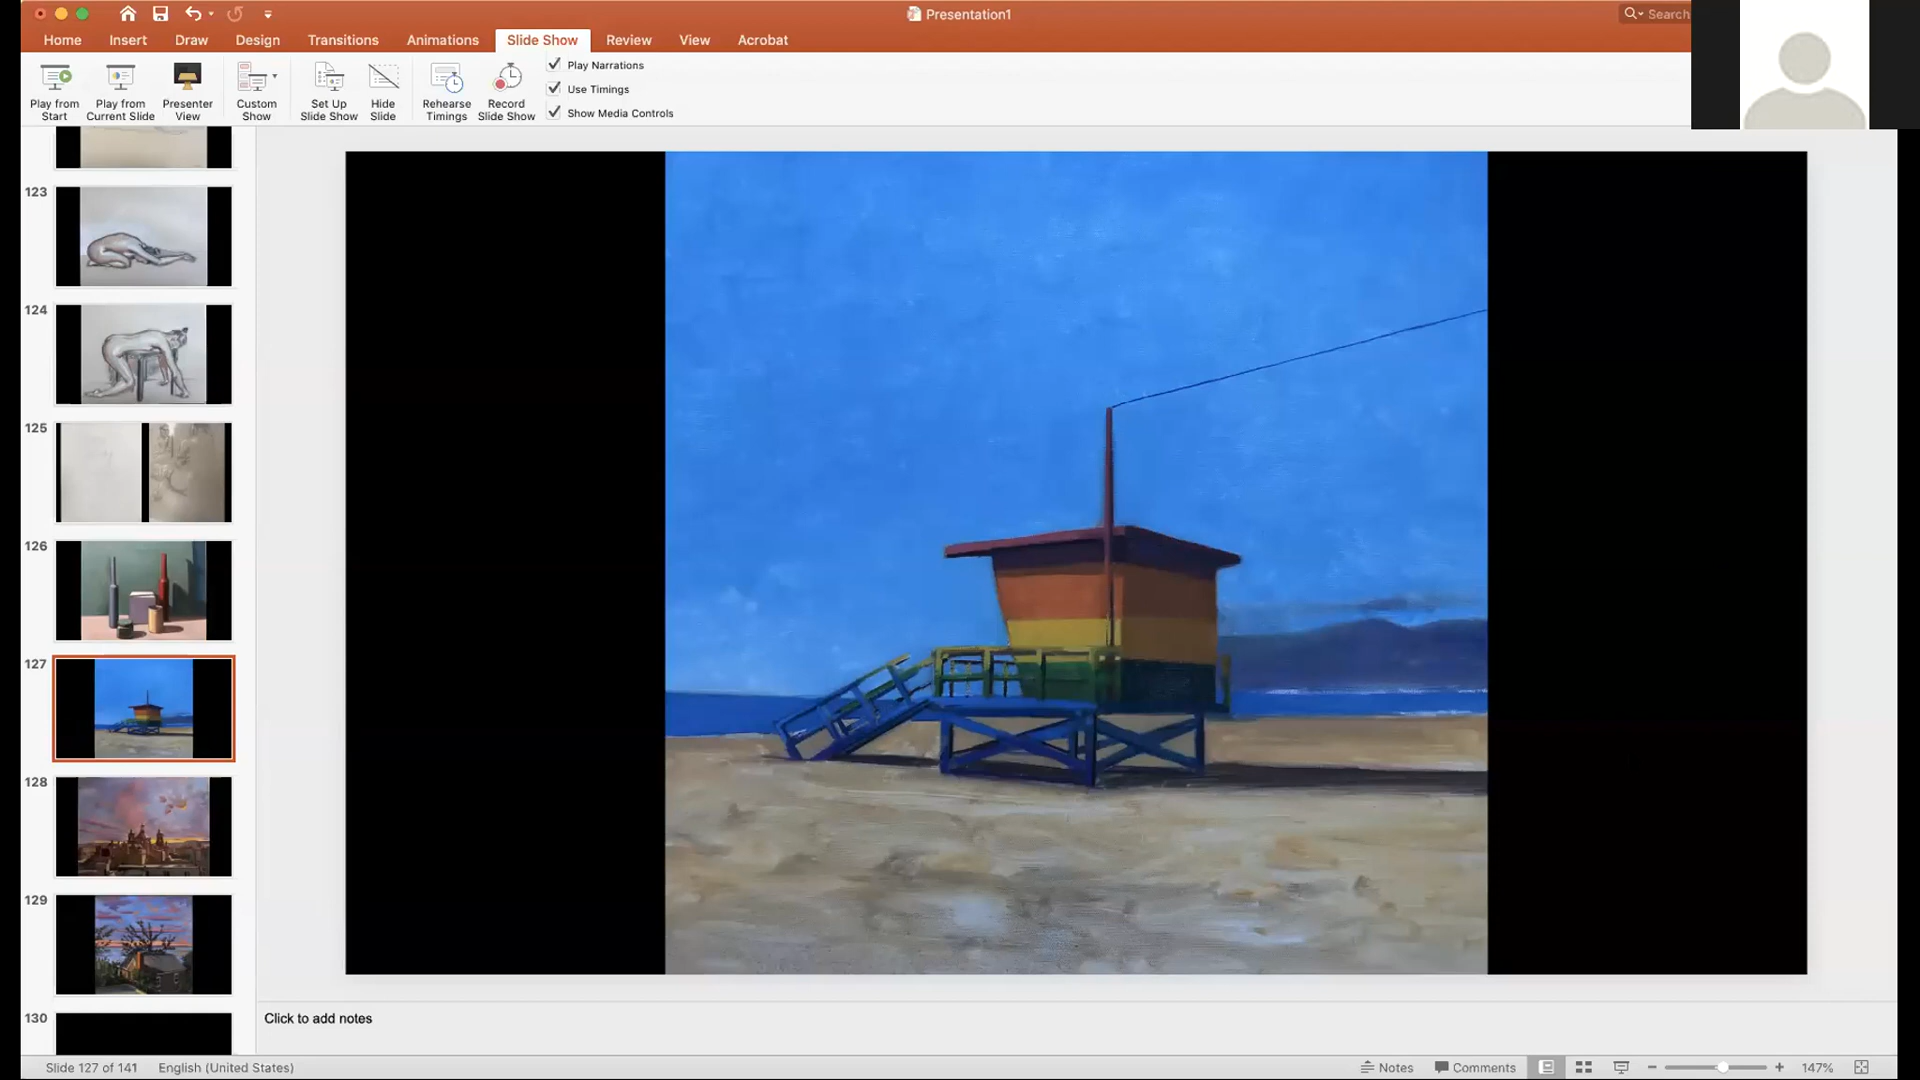 Presentation1
Search
Home Insert Draw Design Transitions Animations Slide Show Review View Acrobat
Play from Start
Play from Current Slide
Presenter View
Custom Show
Set Up Slide Show
Hide Slide
Rehearse Timings
Record Slide Show
Play Narrations
Use Timings
Show Media Controls
123
124
125
126
127
128
129
130
Click to add notes
Slide 127 of 141 English (United States) Notes Comments 147%